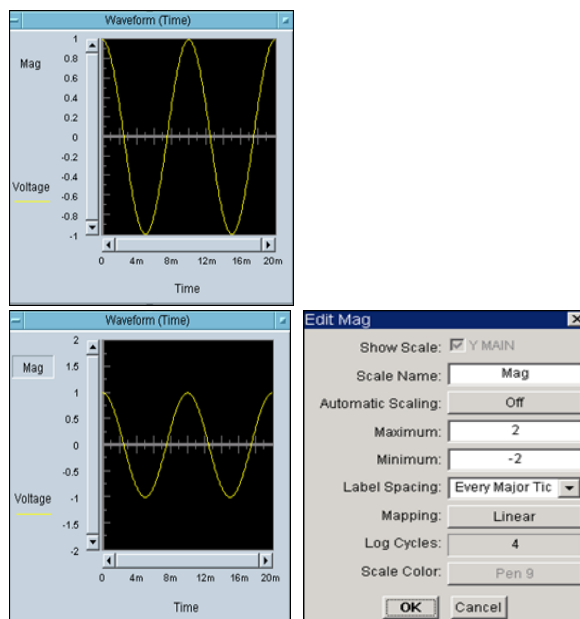 Waveform (Time)
Mag
1
0.8
0.6
0.4
0.2
0
-0.2
-0.4
-0.6
-0.8
-1
Voltage
0 4m 8m 12m 16m 20m
Time
Waveform (Time)
Mag
2
1.5
1
0.5
0
-0.5
-1
-1.5
-2
Voltage
0 4m 8m 12m 16m 20m
Time
Edit Mag
Show Scale: Y MAIN
Scale Name: Mag
Automatic Scaling: Off
Maximum: 2
Minimum: -2
Label Spacing: Every Major Tic
Mapping: Linear
Log Cycles: 4
Scale Color: Pen 9
OK Cancel